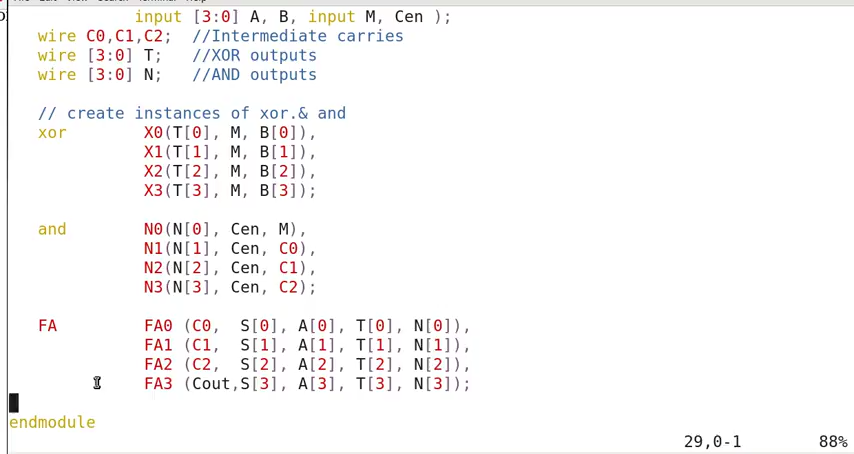 input [3:0] A, B, input M, Cen );
wire C0,C1,C2;  //Intermediate carries
wire [3:0] T;   //XOR outputs
wire [3:0] N;   //AND outputs
// create instances of xor.& and
xor        X0(T[0], M, B[0]),
X1(T[1], M, B[1]),
X2(T[2], M, B[2]),
X3(T[3], M, B[3]);
and        N0(N[0], Cen, M),
N1(N[1], Cen, C0),
N2(N[2], Cen, C1),
N3(N[3], Cen, C2);
FA         FA0 (C0,  S[0], A[0], T[0], N[0]),
FA1 (C1,  S[1], A[1], T[1], N[1]),
FA2 (C2,  S[2], A[2], T[2], N[2]),
FA3 (Cout,S[3], A[3], T[3], N[3]);
endmodule
29,0-1        88%